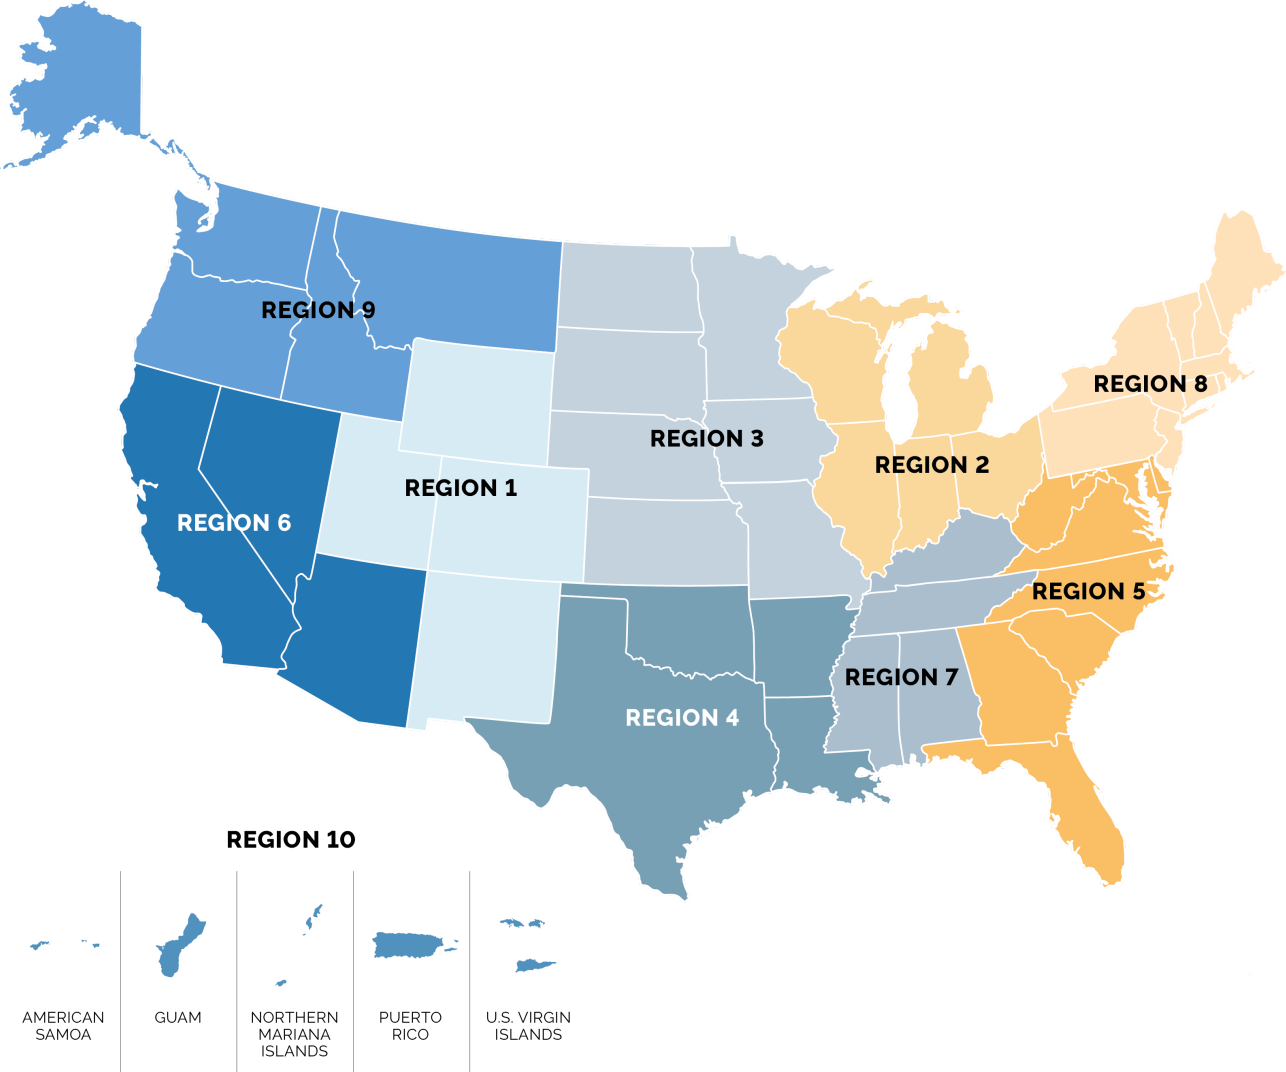 REGION 9
REGION 8
REGION 3
REGION 2
REGION 1
REGION 6
REGION 5
REGION 7
REGION 4
REGION 10
AMERICAN
SAMOA
GUAM
NORTHERN
MARIANA
ISLANDS
PUERTO
RICO
U.S. VIRGIN
ISLANDS